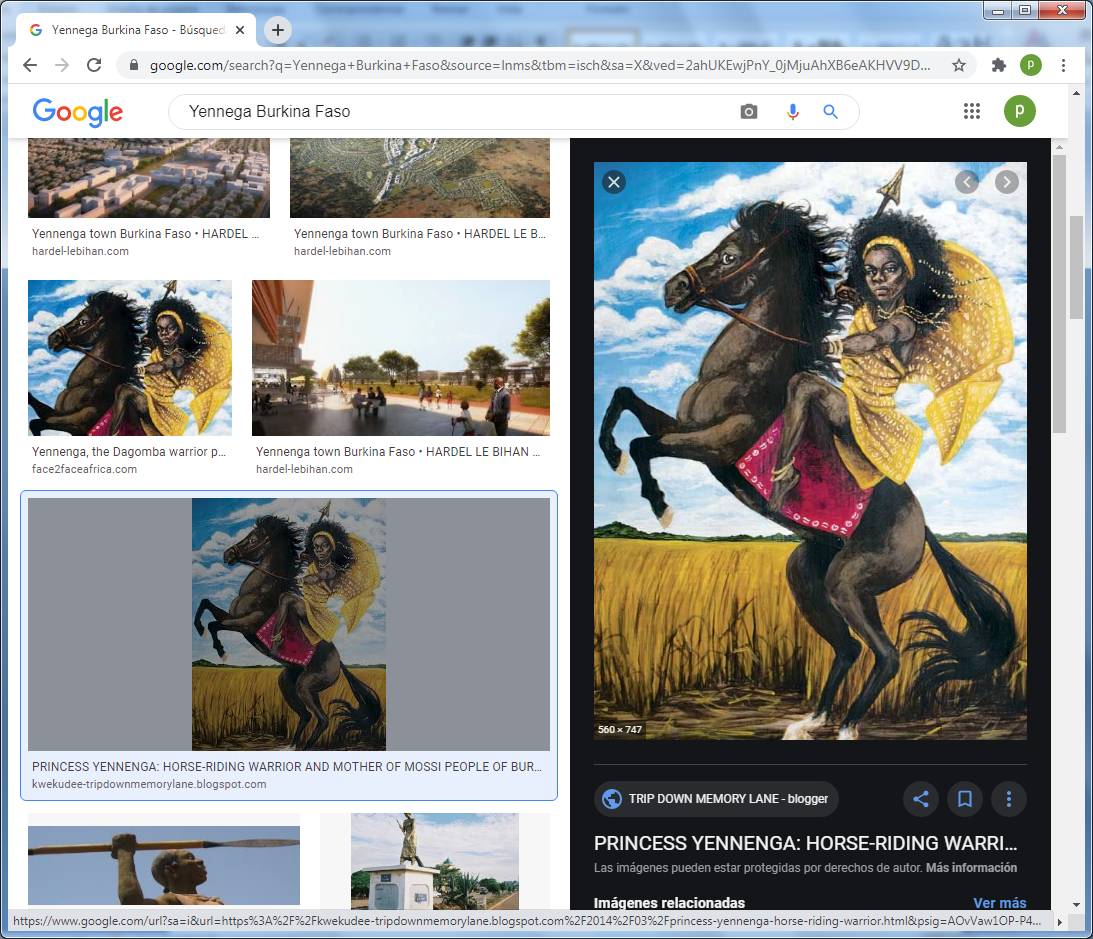 Yennega Burkina Faso - Búsqued
google.com/search?q=Yennega+Burkina+Faso&source=lnms&tbm=isch&sa=X&ved=2ahUKEwjPnY_0jMjuAhXB6eAKHVV9D...
P
Google
Yennega Burkina Faso
P
Yennenga town Burkina Faso • HARDEL ...
hardel-lebihan.com
Yennenga town Burkina Faso • HARDEL LE B...
hardel-lebihan.com
Yennenga, the Dagomba warrior p...
face2faceafrica.com
Yennenga town Burkina Faso • HARDEL LE BIHAN ...
hardel-lebihan.com
PRINCESS YENNENGA: HORSE-RIDING WARRIOR AND MOTHER OF MOSSI PEOPLE OF BUR...
kwekudee-tripdownmemorylane.blogspot.com
560 × 747
TRIP DOWN MEMORY LANE - blogger
PRINCESS YENNENGA: HORSE-RIDING WARRI...
Las imágenes pueden estar protegidas por derechos de autor. Más información
Imágenes relacionadas
Ver más
https://www.google.com/url?sa=i&url=https%3A%2F%2Fkwekudee-tripdownmemorylane.blogspot.com%2F2014%2F03%2Fprincess-yennenga-horse-riding-warrior.html&psig=AOvVaw1OP-P4...